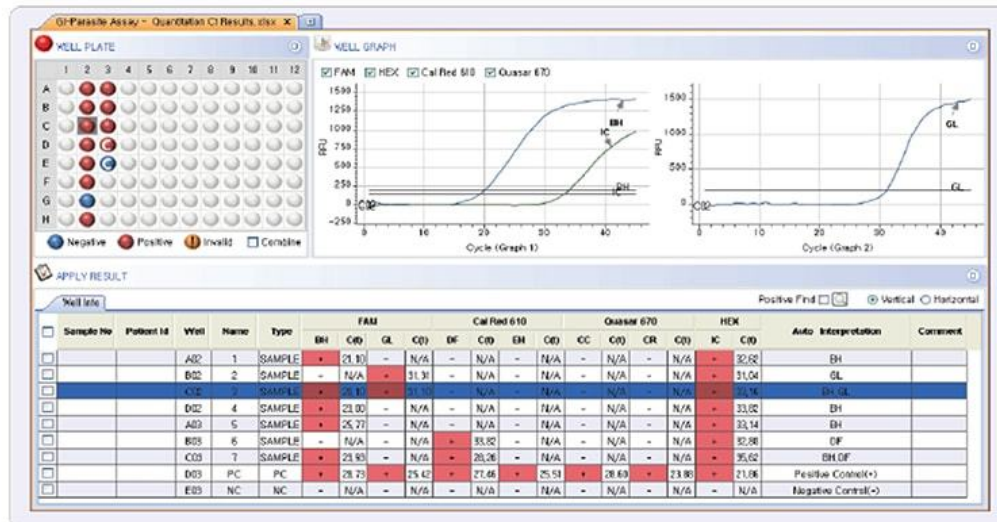 GI-Parasite Assay - Quantitation Ct Results.xlsx x
WELL PLATE
1 2 3 4 5 6 7 8 9 10 11 12
A
B
C
D
E
F
G
H
Negative Positive Invalid Combine
WELL GRAPH
FAM HEX Cal Red 610 Quasar 670
1500
1250
1000
750
500
250
0
-250
RFU
BH
IC
BH
IC
C02
0 10 20 30 40
Cycle (Graph 1)
1500
1000
500
0
RFU
GL
GL
C02
0 10 20 30 40
Cycle (Graph 2)
APPLY RESULT
Well Info
Positive Find Vertical Horizontal
Sample No Patient Id Well Name Type FAM Cal Red 610 Quasar 670 HEX Auto Interpretation Comment
BH C(t) GL C(t) DF C(t) EH C(t) CC C(t) CR C(t) IC C(t)
A02 1 SAMPLE + 21,10 - N/A - N/A - N/A - N/A - N/A + 32,62 BH
B02 2 SAMPLE - N/A + 31,31 - N/A - N/A - N/A - N/A + 31,04 GL
C02 3 SAMPLE + + 31,10 - N/A - N/A - N/A - N/A + 33,16 BH,GL
D02 4 SAMPLE + 23,00 - N/A - N/A - N/A - N/A - N/A + 33,82 BH
A03 5 SAMPLE + 25,77 - N/A - N/A - N/A - N/A - N/A + 33,14 BH
B03 6 SAMPLE - N/A - N/A + 33,82 - N/A - N/A - N/A + 32,80 DF
C03 7 SAMPLE + 23,93 - N/A + 28,26 - N/A - N/A - N/A + 35,62 BH,DF
D03 PC PC + 28,73 + 25,42 + 27,46 + 25,51 + 28,60 + 23,88 + 21,86 Positive Control(+)
E03 NC NC - N/A - N/A - N/A - N/A - N/A - N/A - N/A Negative Control(-)